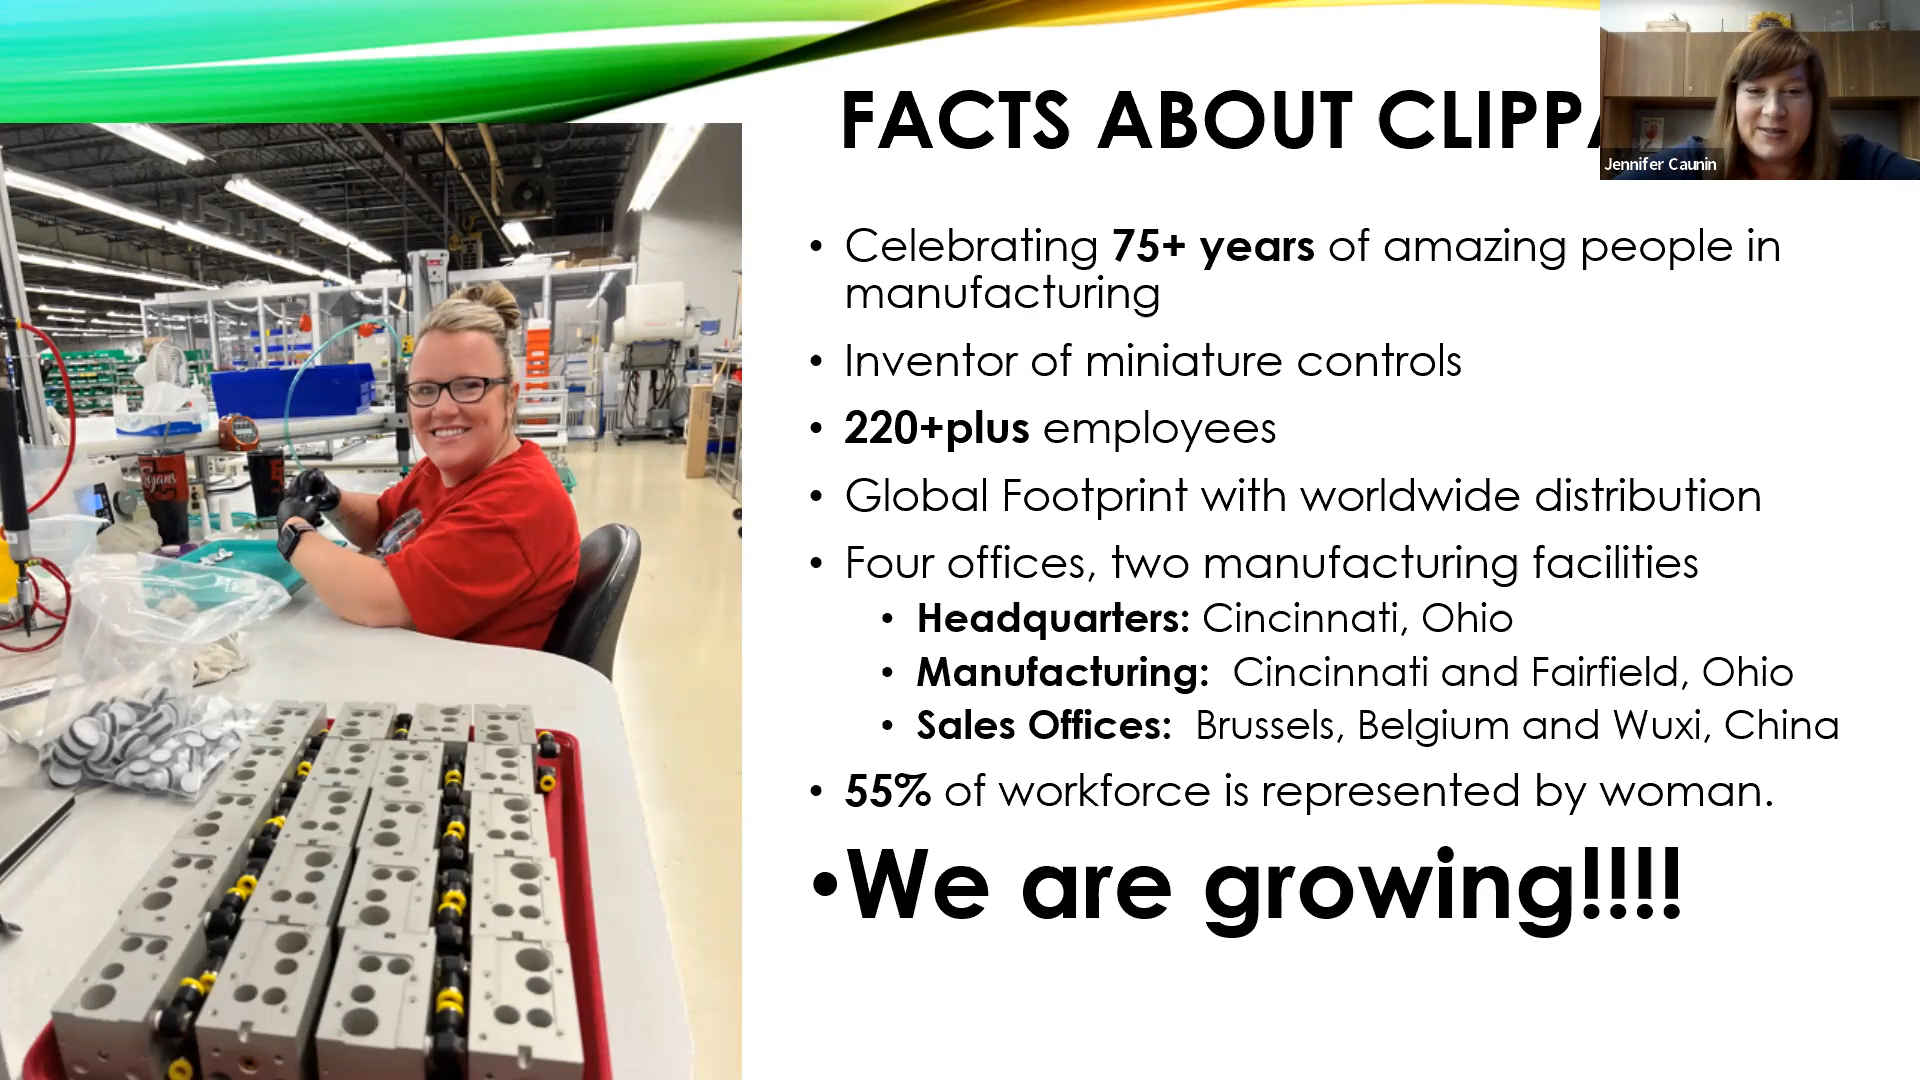 FACTS ABOUT CLIPPA
Jennifer Caunin
• Celebrating 75+ years of amazing people in
manufacturing
• Inventor of miniature controls
• 220+plus employees
• Global Footprint with worldwide distribution
• Four offices, two manufacturing facilities
• Headquarters: Cincinnati, Ohio
• Manufacturing: Cincinnati and Fairfield, Ohio
• Sales Offices: Brussels, Belgium and Wuxi, China
• 55% of workforce is represented by woman.
•We are growing!!!!